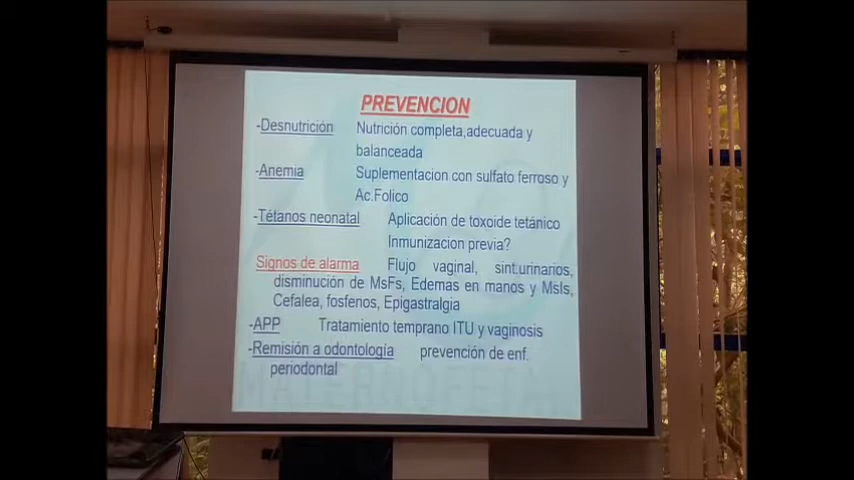 PREVENCION
-Desnutrición Nutrición completa,adecuada y
balanceada
-Anemia Suplementacion con sulfato ferroso y
Ac.Folico
-Tétanos neonatal Aplicación de toxoide tetánico
Inmunizacion previa?
Signos de alarma Flujo vaginal, sint.urinarios,
disminución de MsFs, Edemas en manos y MsIs,
Cefalea, fosfenos, Epigastralgia
-APP Tratamiento temprano ITU y vaginosis
-Remisión a odontología prevención de enf.
periodontal
MATERNOFETAL